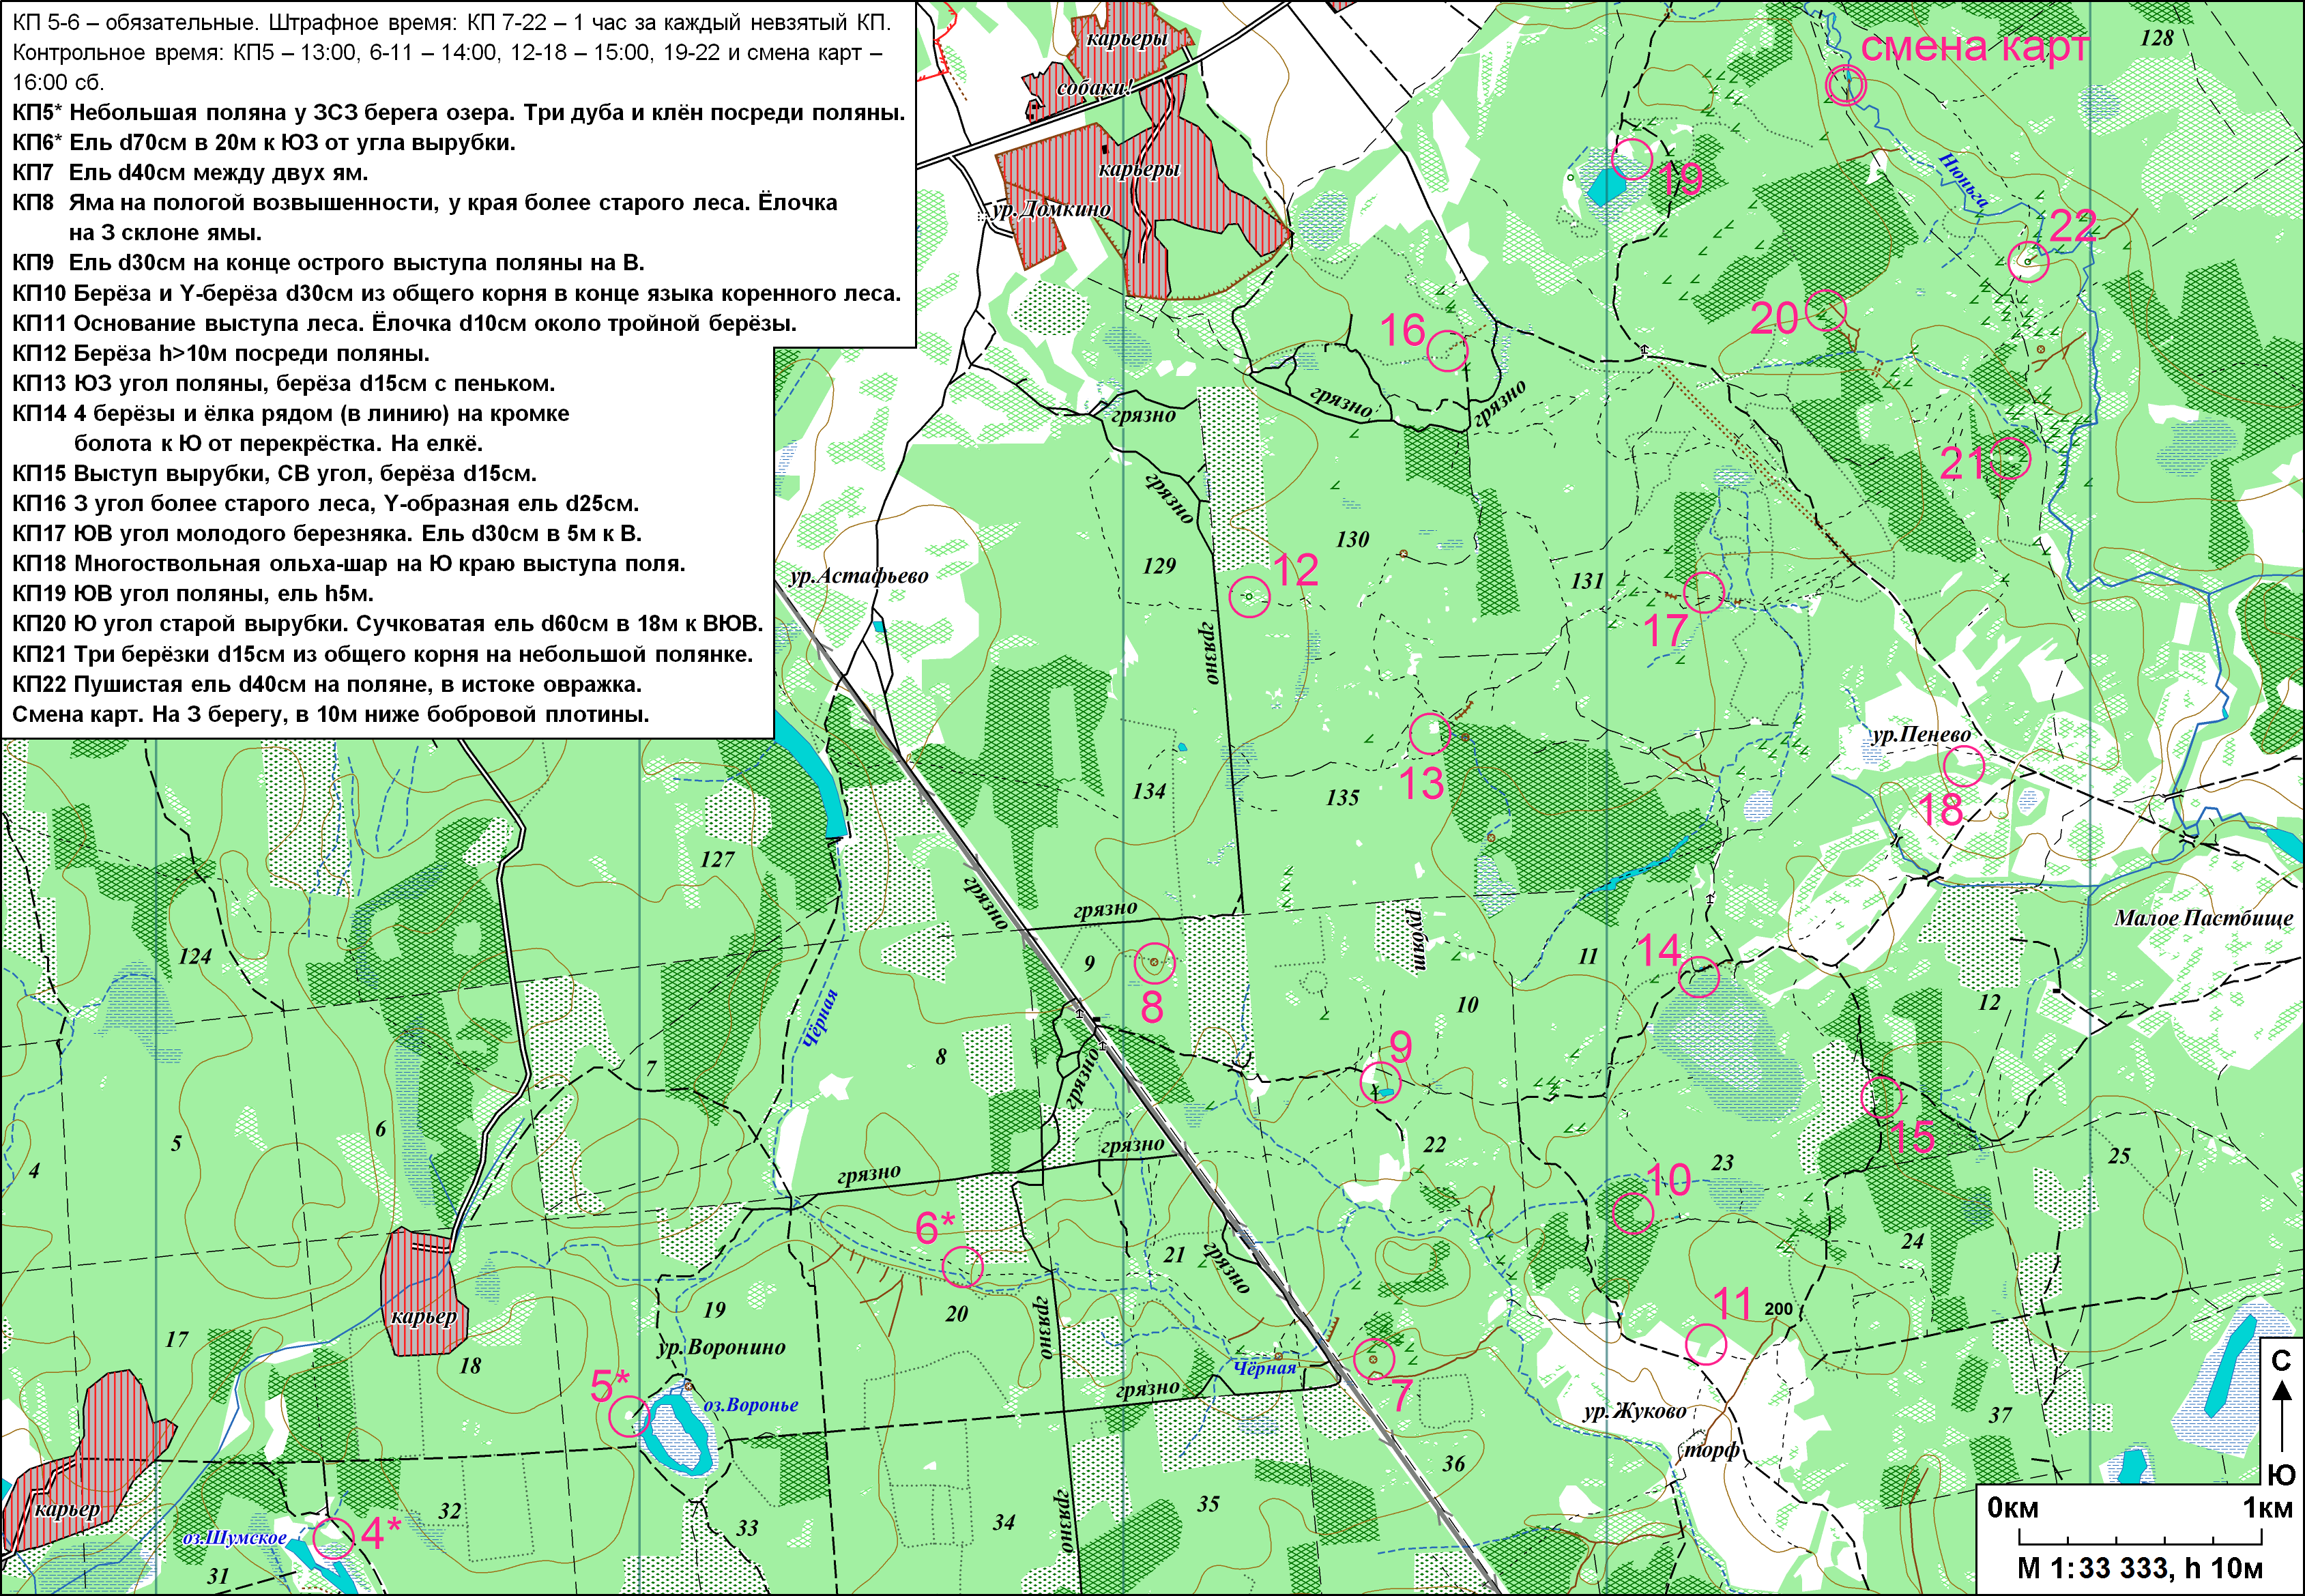 КП 5-6 – обязательные. Штрафное время: КП 7-22 – 1 час за каждый невзятый КП.
Контрольное время: КП5 – 13:00, 6-11 – 14:00, 12-18 – 15:00, 19-22 и смена карт –
16:00 сб.
КП5* Небольшая поляна у ЗСЗ берега озера. Три дуба и клён посреди поляны.
КП6* Ель d70см в 20м к ЮЗ от угла вырубки.
КП7 Ель d40см между двух ям.
КП8 Яма на пологой возвышенности, у края более старого леса. Ёлочка
на З склоне ямы.
КП9 Ель d30см на конце острого выступа поляны на В.
КП10 Берёза и Y-берёза d30см из общего корня в конце языка коренного леса.
КП11 Основание выступа леса. Ёлочка d10см около тройной берёзы.
КП12 Берёза h>10м посреди поляны.
КП13 ЮЗ угол поляны, берёза d15см с пеньком.
КП14 4 берёзы и ёлка рядом (в линию) на кромке
болота к Ю от перекрёстка. На елкё.
КП15 Выступ вырубки, СВ угол, берёза d15см.
КП16 З угол более старого леса, Y-образная ель d25см.
КП17 ЮВ угол молодого березняка. Ель d30см в 5м к В.
КП18 Многоствольная ольха-шар на Ю краю выступа поля.
КП19 ЮВ угол поляны, ель h5м.
КП20 Ю угол старой вырубки. Сучковатая ель d60см в 18м к ВЮВ.
КП21 Три берёзки d15см из общего корня на небольшой полянке.
КП22 Пушистая ель d40см на поляне, в истоке овражка.
Смена карт. На З берегу, в 10м ниже бобровой плотины.
карьеры
собаки!
карьеры
ур.Домкино
смена карт
128
19
Нюньга
22
20
16
грязно
грязно
грязно
21
грязно
130
129
12
131
ур.Астафьево
17
грязно
ур.Пенево
13
134
135
18
127
грязно
грязно
рубят
Малое Пастбище
124
9
8
14
11
10
12
Чёрная
8
7
грязно
9
6
5
4
грязно
22
15
25
грязно
23
10
6*
21
24
грязно
19
20
грязно
11
200
карьер
17
18
ур.Воронино
Чёрная
7
5*
оз.Воронье
грязно
ур.Жуково
37
торф
36
карьер
32
33
34
35
грязно
оз.Шумское
4*
31
С
Ю
0км
1км
М 1:33 333, h 10м